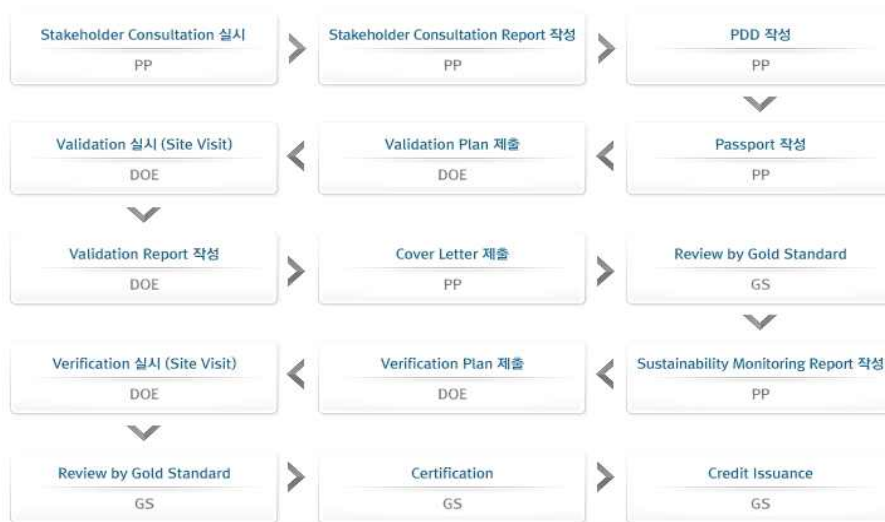 Stakeholder Consultation 실시
PP
Stakeholder Consultation Report 작성
PP
PDD 작성
PP
Passport 작성
PP
Validation Plan 제출
DOE
Validation 실시 (Site Visit)
DOE
Validation Report 작성
DOE
Cover Letter 제출
PP
Review by Gold Standard
GS
Sustainability Monitoring Report 작성
PP
Verification Plan 제출
DOE
Verification 실시 (Site Visit)
DOE
Review by Gold Standard
GS
Certification
GS
Credit Issuance
GS